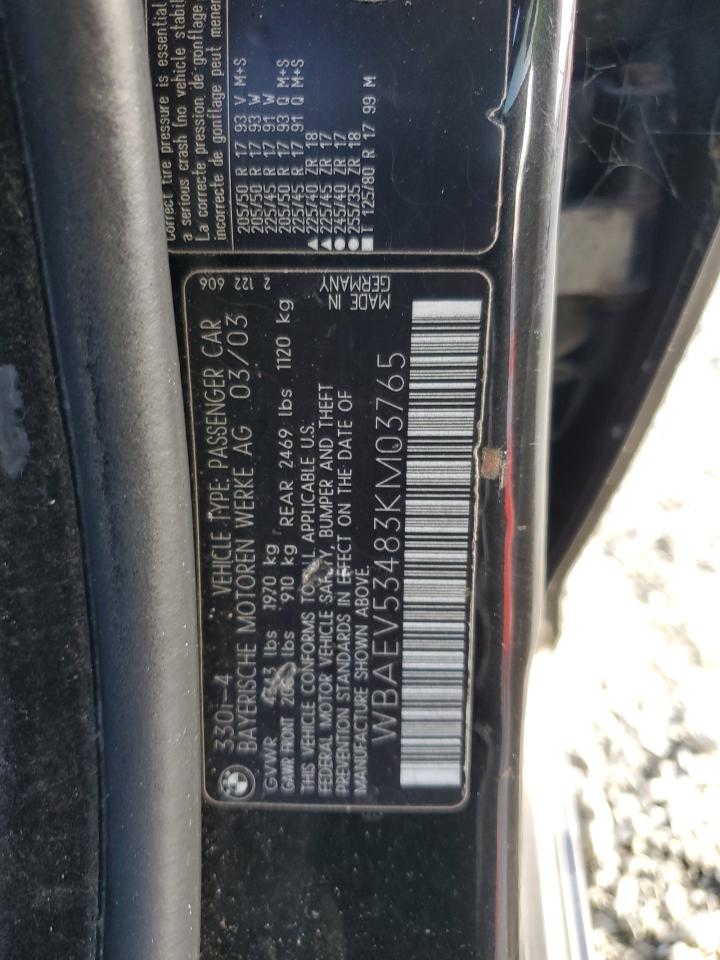 Correct tire pressure is essential
a serious crash (no vehicle stabil
La correcte pression, de gonflage
incorrecte de gonflage peut mener
205/50 R 17 93 V M+S
205/50 R 17 93 W
225/45 R 17 91 W
205/50 R 17 93 Q M+S
225/45 R 17 91 Q M+S
▲ 225/40 ZR 18
▲ 225/45 ZR 17
● 245/40 ZR 17
● 255/35 ZR 18
■ T 125/80 R 17 99 M
330i-4 VEHICLE TYPE: PASSENGER CAR 2 122 606
BAYERISCHE MOTOREN WERKE AG 03/03
GVWR lbs 1970 kg
GAWR FRONT lbs 910 kg REAR 2469 lbs 1120 kg
THIS VEHICLE CONFORMS TO ALL APPLICABLE U.S.
FEDERAL MOTOR VEHICLE SAFETY, BUMPER AND THEFT
PREVENTION STANDARDS IN EFFECT ON THE DATE OF
MANUFACTURE SHOWN ABOVE.
MADE IN
GERMANY
WBAEV53483KM03765